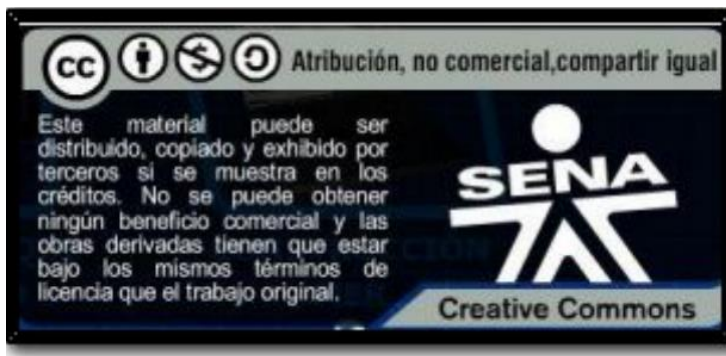 cc Atribución, no comercial,compartir igual
Este material puede ser
distribuido, copiado y exhibido por
terceros si se muestra en los
créditos. No se puede obtener
ningún beneficio comercial y las
obras derivadas tienen que estar
bajo los mismos términos de
licencia que el trabajo original.
SENA
Creative Commons